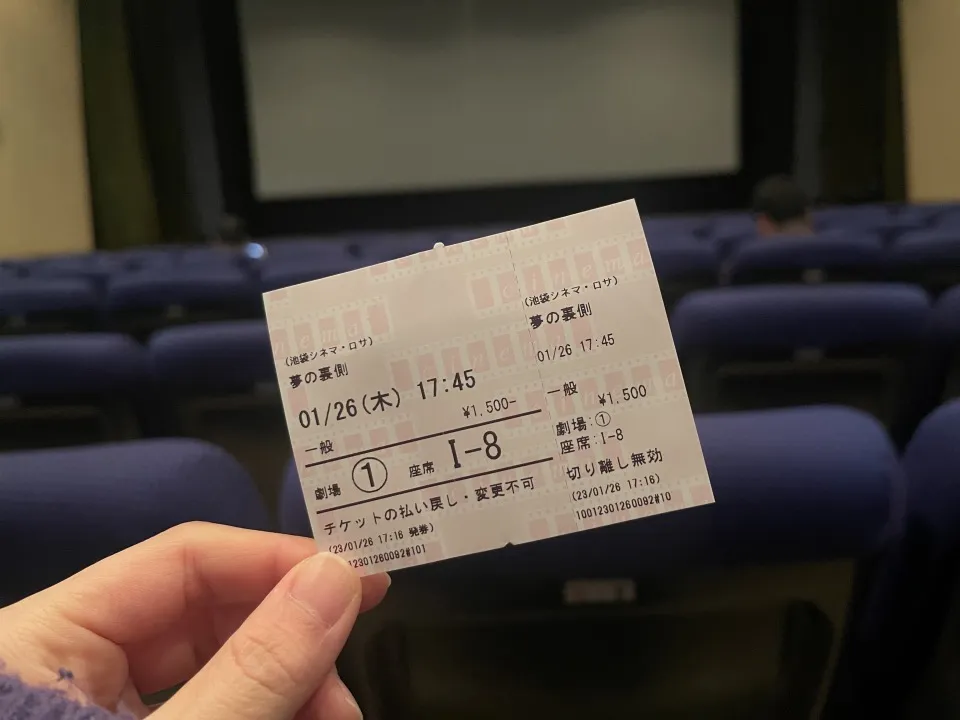 (池袋シネマ・ロサ)
夢の裏側
01/26(木) 17:45
一般
¥1,500-
劇場 ① 座席 I-8
チケットの払い戻し・変更不可
(23/01/26 17:16 発券)
12301260092#101
(池袋シネマ・ロサ)
夢の裏側
01/26 17:45
一般
¥1,500
劇場:①
座席:I-8
切り離し無効
(23/01/26 17:16)
10012301260092#10
cinema